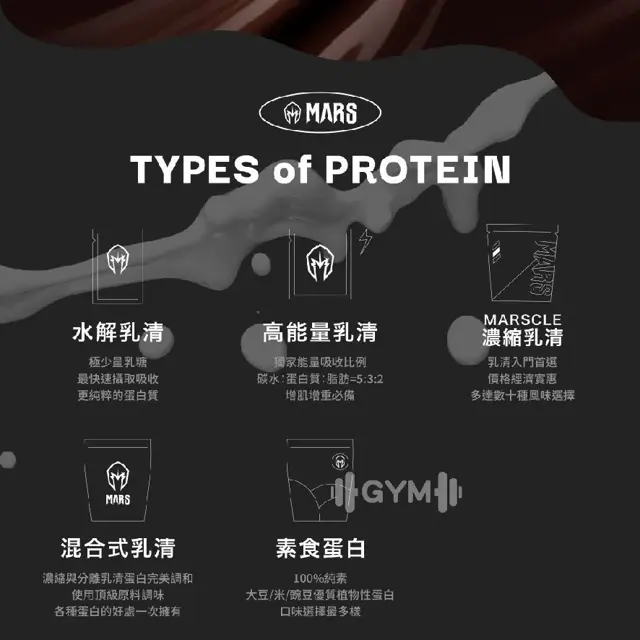 MARS
TYPES of PROTEIN
水解乳清
極少量乳糖
最快速攝取吸收
更純粹的蛋白質
高能量乳清
獨家能量吸收比例
碳水:蛋白質:脂肪=5:3:2
增肌增重必備
MARS
MARSCLE
濃縮乳清
乳清入門首選
價格經濟實惠
多達數十種風味選擇
MARS
混合式乳清
濃縮與分離乳清蛋白完美調和
使用頂級原料調味
各種蛋白的好處一次擁有
GYM
素食蛋白
100%純素
大豆/米/豌豆優質植物性蛋白
口味選擇最多樣